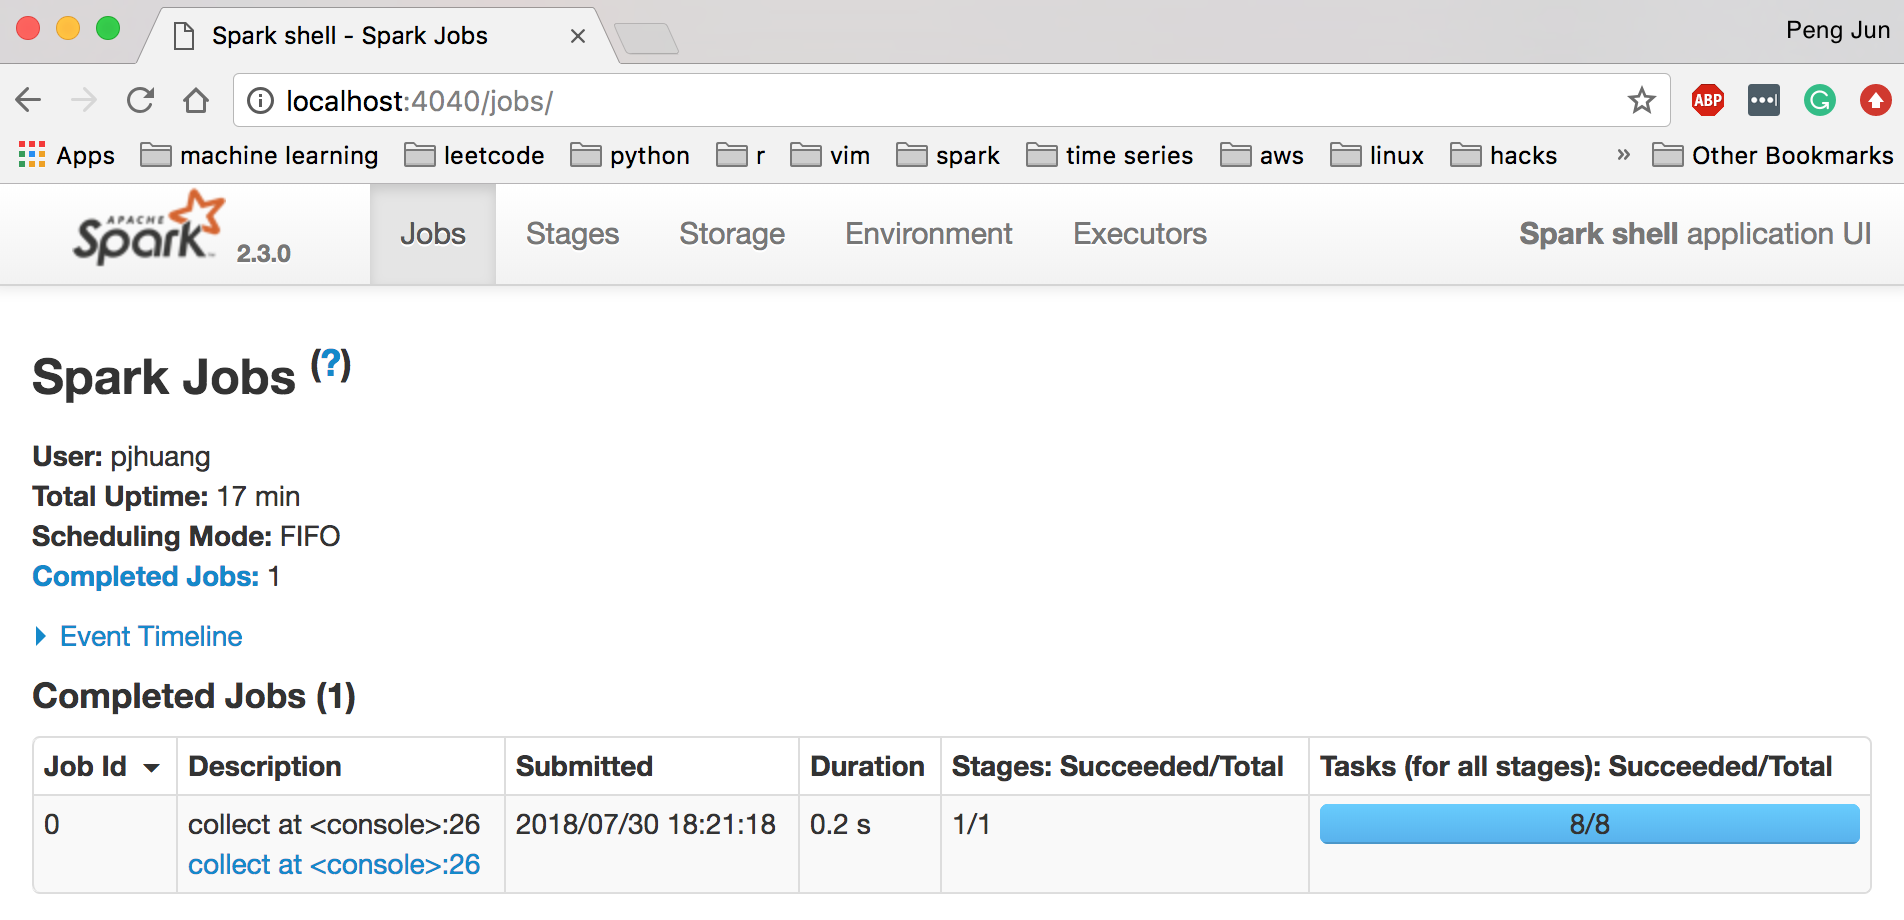 Spark shell - Spark Jobs
Peng Jun
localhost:4040/jobs/
ABP
G
Apps machine learning leetcode python r vim spark time series aws linux hacks » Other Bookmarks
APACHE Spark 2.3.0 Jobs Stages Storage Environment Executors Spark shell application UI
Spark Jobs (?)
User: pjhuang
Total Uptime: 17 min
Scheduling Mode: FIFO
Completed Jobs: 1
Event Timeline
Completed Jobs (1)
Job Id Description Submitted Duration Stages: Succeeded/Total Tasks (for all stages): Succeeded/Total
0 collect at <console>:26 2018/07/30 18:21:18 0.2 s 1/1 8/8
collect at <console>:26